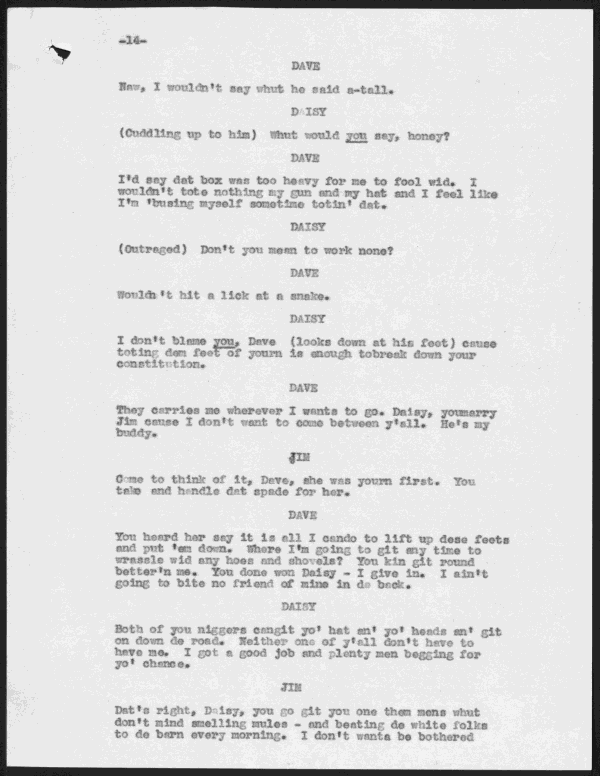 -14-
DAVE
Naw, I wouldn't say whut he said a-tall.
DAISY
(Cuddling up to him) Whut would you say, honey?
DAVE
I'd say dat box was too heavy for me to fool wid. I
wouldn't tote nothing my gun and my hat and I feel like
I'm 'busing myself sometime totin' dat.
DAISY
(Outraged) Don't you mean to work none?
DAVE
Wouldn't hit a lick at a snake.
DAISY
I don't blame you, Dave (looks down at his feet) cause
toting dem feet of yourn is enough tobreak down your
constitution.
DAVE
They carries me wherever I wants to go. Daisy, youmarry
Jim cause I don't want to come between y'all. He's my
buddy.
JIM
Come to think of it, Dave, she was yourn first. You
take and handle dat spade for her.
DAVE
You heard her say it is all I cando to lift up dese feets
and put 'em down. Where I'm going to git any time to
wrassle wid any hoes and shovels? You kin git round
better'n me. You done won Daisy - I give in. I ain't
going to bite no friend of mine in de back.
DAISY
Both of you niggers cangit yo' hat an' yo' heads an' git
on down de road. Neither one of y'all don't have to
have me. I got a good job and plenty men begging for
yo' chance.
JIM
Dat's right, Daisy, you go git you one them mens whut
don't mind smelling mules - and beating de white folks
to de barn every morning. I don't wanta be bothered